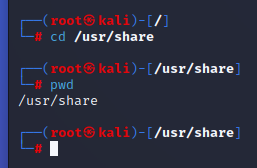 ┌──(root㉿kali)-[/]
└─# cd /usr/share
┌──(root㉿kali)-[/usr/share]
└─# pwd
/usr/share
┌──(root㉿kali)-[/usr/share]
└─#